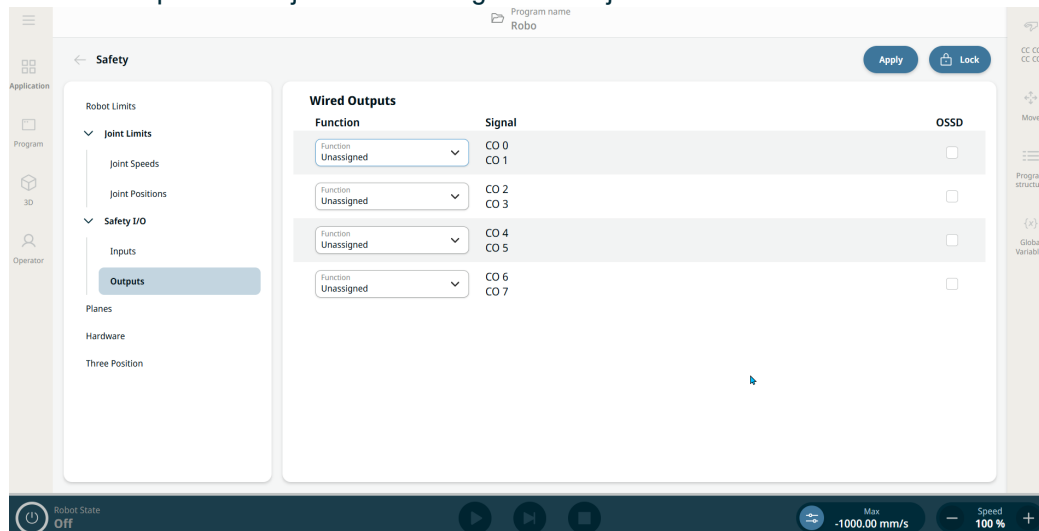 Program name
Robo
Safety
Apply
Lock
Application
Program
3D
Operator
Robot Limits
Joint Limits
Joint Speeds
Joint Positions
Safety I/O
Inputs
Outputs
Planes
Hardware
Three Position
Wired Outputs
Function Signal OSSD
Function
Unassigned
CO 0
CO 1
Function
Unassigned
CO 2
CO 3
Function
Unassigned
CO 4
CO 5
Function
Unassigned
CO 6
CO 7
Move
{x}
Robot State
Off
Max
-1000.00 mm/s
Speed
100 %